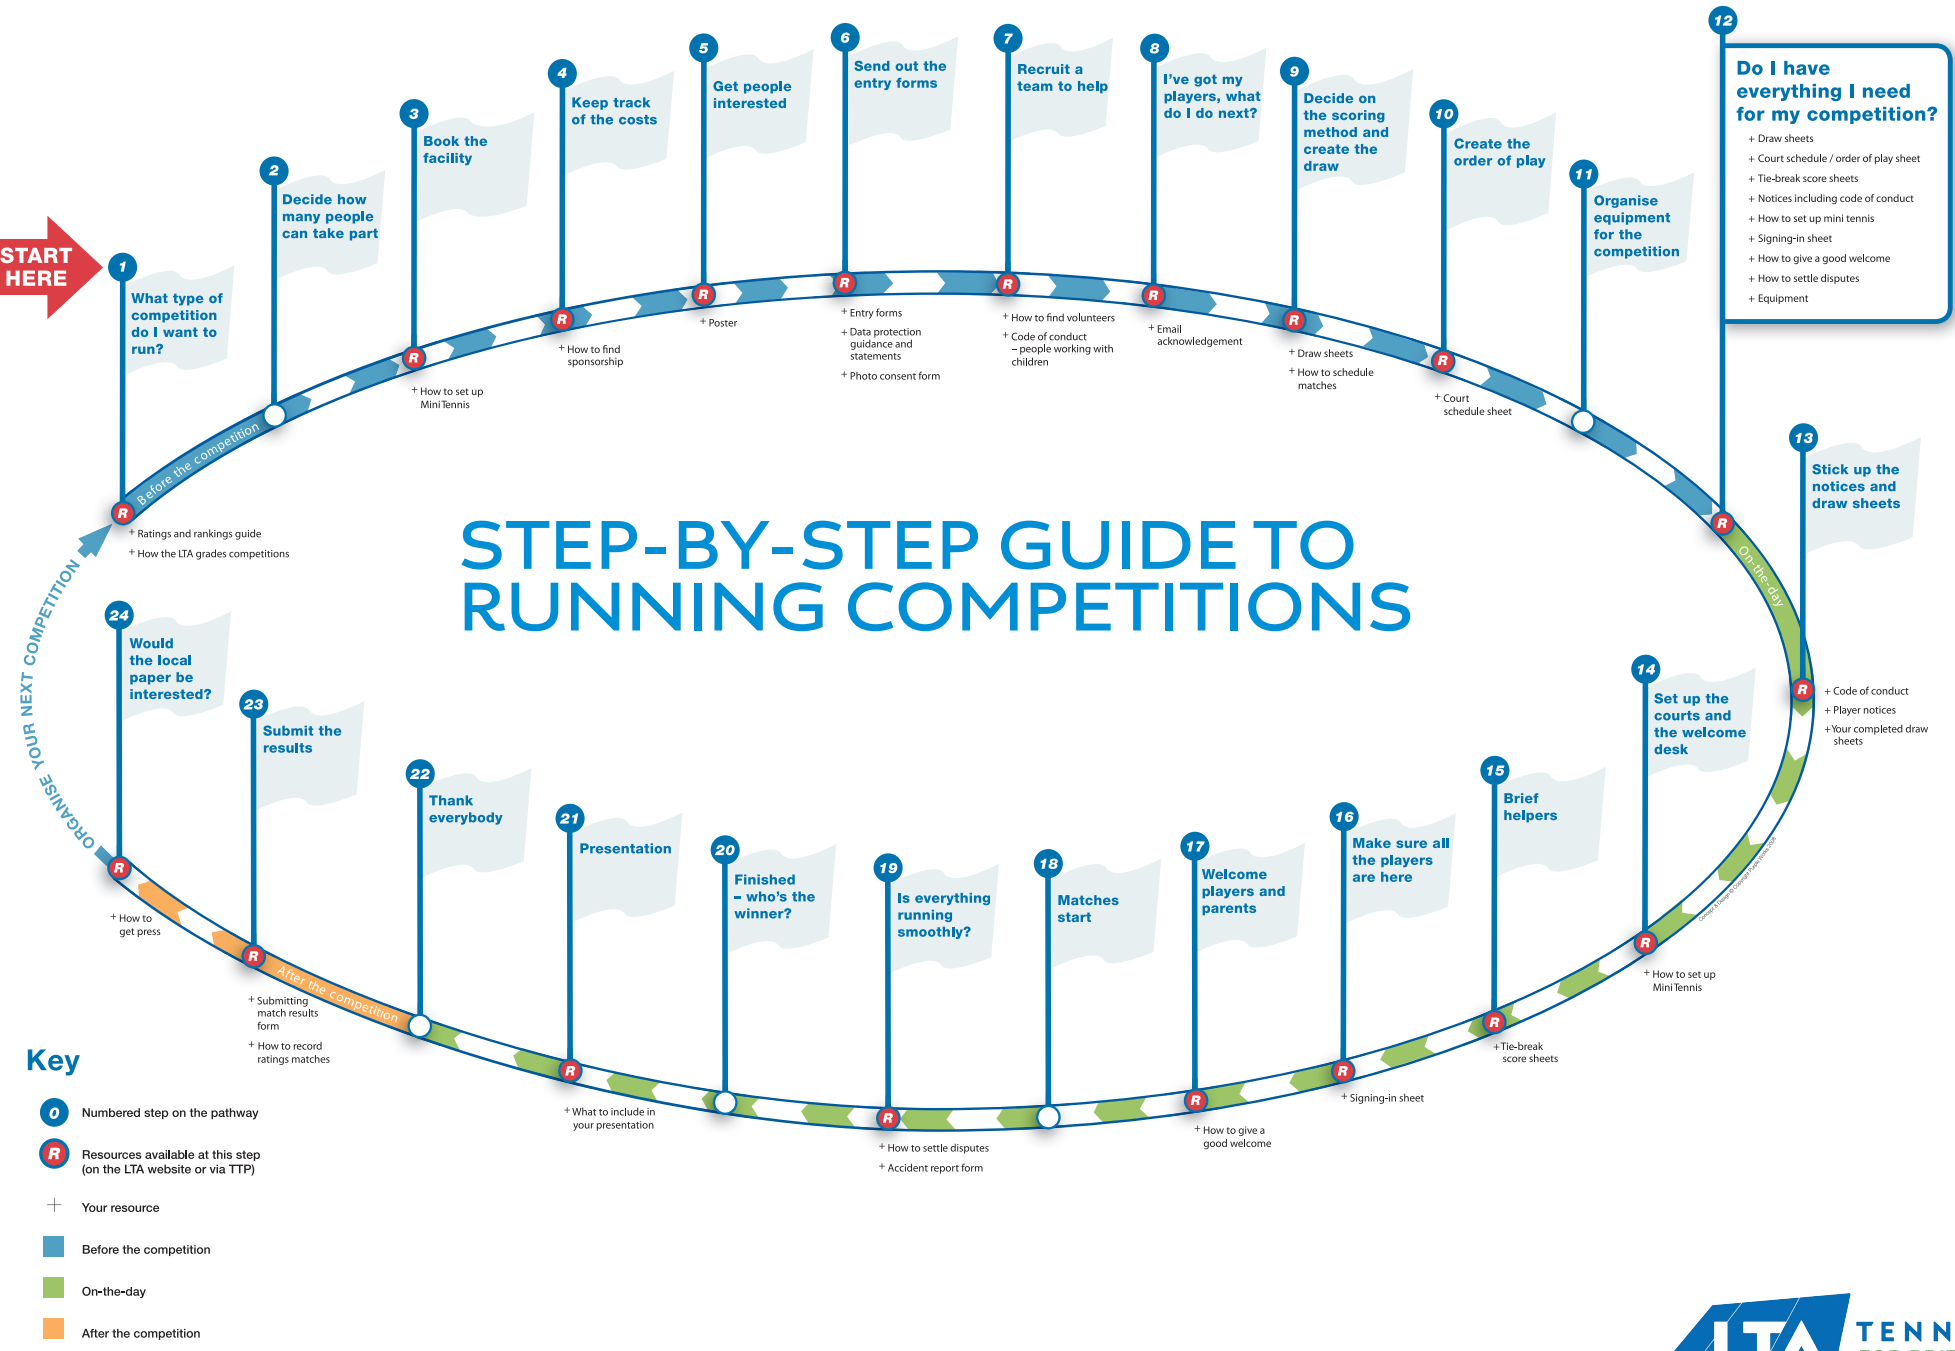 START
HERE
1
What type of
competition
do I want to
run?
R
+ Ratings and rankings guide
+ How the LTA grades competitions
Before the competition
2
Decide how
many people
can take part
3
Book the
facility
R
+ How to set up
Mini Tennis
4
Keep track
of the costs
R
+ How to find
sponsorship
5
Get people
interested
R
+ Poster
6
Send out the
entry forms
R
+ Entry forms
+ Data protection
guidance and
statements
+ Photo consent form
7
Recruit a
team to help
R
+ How to find volunteers
+ Code of conduct
– people working with
children
8
I've got my
players, what
do I do next?
R
+ Email
acknowledgement
9
Decide on
the scoring
method and
create the
draw
R
+ Draw sheets
+ How to schedule
matches
10
Create the
order of play
R
+ Court
schedule sheet
11
Organise
equipment
for the
competition
12
Do I have
everything I need
for my competition?
+ Draw sheets
+ Court schedule / order of play sheet
+ Tie-break score sheets
+ Notices including code of conduct
+ How to set up mini tennis
+ Signing-in sheet
+ How to give a good welcome
+ How to settle disputes
+ Equipment
R
On-the-day
13
Stick up the
notices and
draw sheets
R
+ Code of conduct
+ Player notices
+Your completed draw
sheets
STEP-BY-STEP GUIDE TO
RUNNING COMPETITIONS
14
Set up the
courts and
the welcome
desk
R
+ How to set up
Mini Tennis
Concept & Design © Copyright Purple Works 2008
15
Brief
helpers
R
+Tie-break
score sheets
16
Make sure all
the players
are here
R
+ Signing-in sheet
17
Welcome
players and
parents
R
+ How to give a
good welcome
18
Matches
start
19
Is everything
running
smoothly?
R
+ How to settle disputes
+ Accident report form
20
Finished
– who's the
winner?
21
Presentation
R
+ What to include in
your presentation
22
Thank
everybody
After the competition
23
Submit the
results
R
+ Submitting
match results
form
+ How to record
ratings matches
24
Would
the local
paper be
interested?
R
+ How to
get press
ORGANISE YOUR NEXT COMPETITION
Key
0 Numbered step on the pathway
R Resources available at this step
(on the LTA website or via TTP)
+ Your resource
Before the competition
On-the-day
After the competition
LTA
TENN